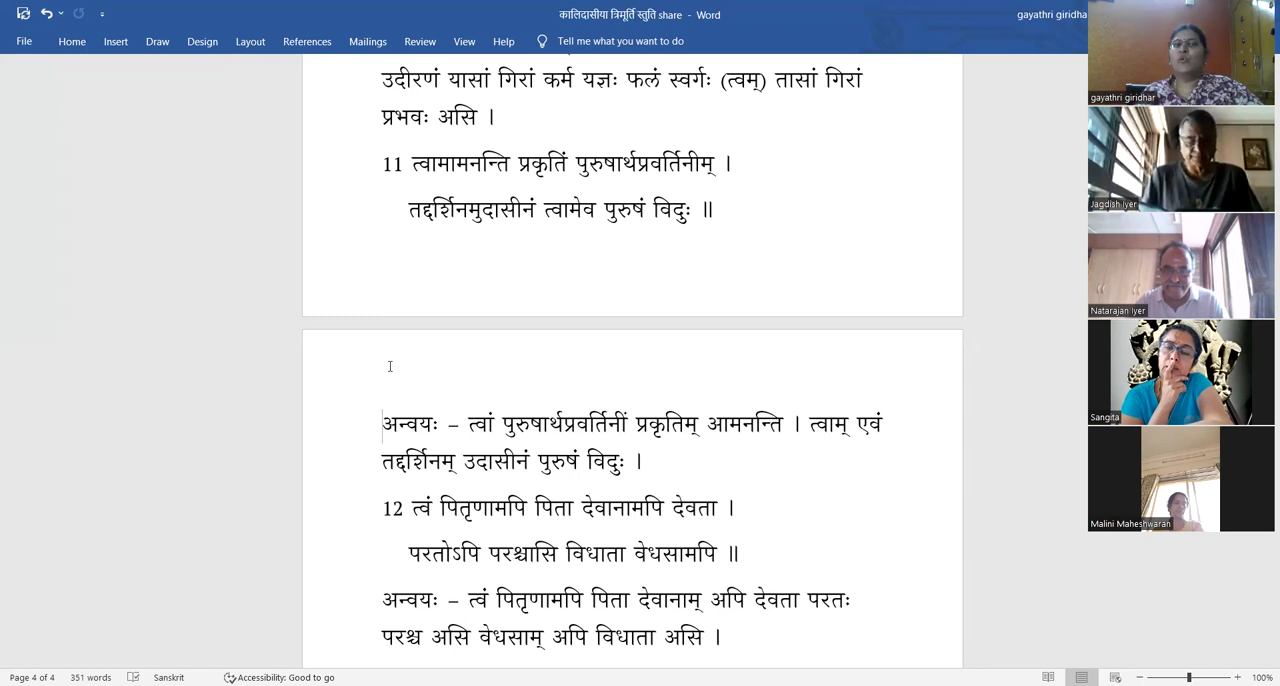 कालिदासीया त्रिमूर्ति स्तुति share - Word
gayathri giridha
File Home Insert Draw Design Layout References Mailings Review View Help Tell me what you want to do
उदीरणं यासां गिरां कर्म यज्ञः फलं स्वर्गः (त्वम्) तासां गिरां
प्रभवः असि ।
11 त्वामामनन्ति प्रकृतिं पुरुषार्थप्रवर्तिनीम् ।
तद्दर्शिनमुदासीनं त्वामेव पुरुषं विदुः ॥
अन्वयः – त्वां पुरुषार्थप्रवर्तिनीं प्रकृतिम् आमनन्ति । त्वाम् एवं
तद्दर्शिनम् उदासीनं पुरुषं विदुः ।
12 त्वं पितृणामपि पिता देवानामपि देवता ।
परतोऽपि परश्चासि विधाता वेधसामपि ॥
अन्वयः – त्वं पितृणामपि पिता देवानाम् अपि देवता परतः
परश्च असि वेधसाम् अपि विधाता असि ।
gayathri giridhar
Jagdish Iyer
Natarajan Iyer
Sangita
Malini Maheshwaran
Page 4 of 4 351 words Sanskrit Accessibility: Good to go 100%